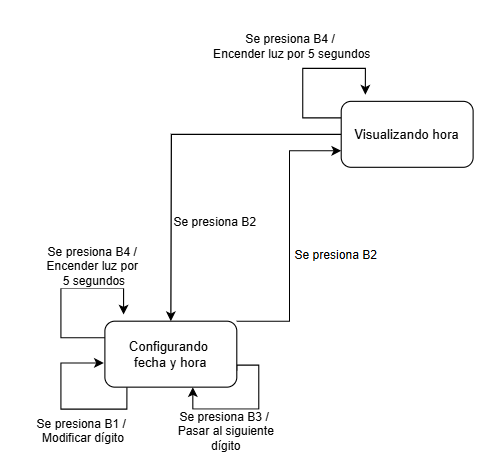 Se presiona B4 /
Encender luz por 5 segundos
Visualizando hora
Se presiona B2
Se presiona B2
Se presiona B4 /
Encender luz por
5 segundos
Configurando
fecha y hora
Se presiona B1 /
Modificar dígito
Se presiona B3 /
Pasar al siguiente
dígito